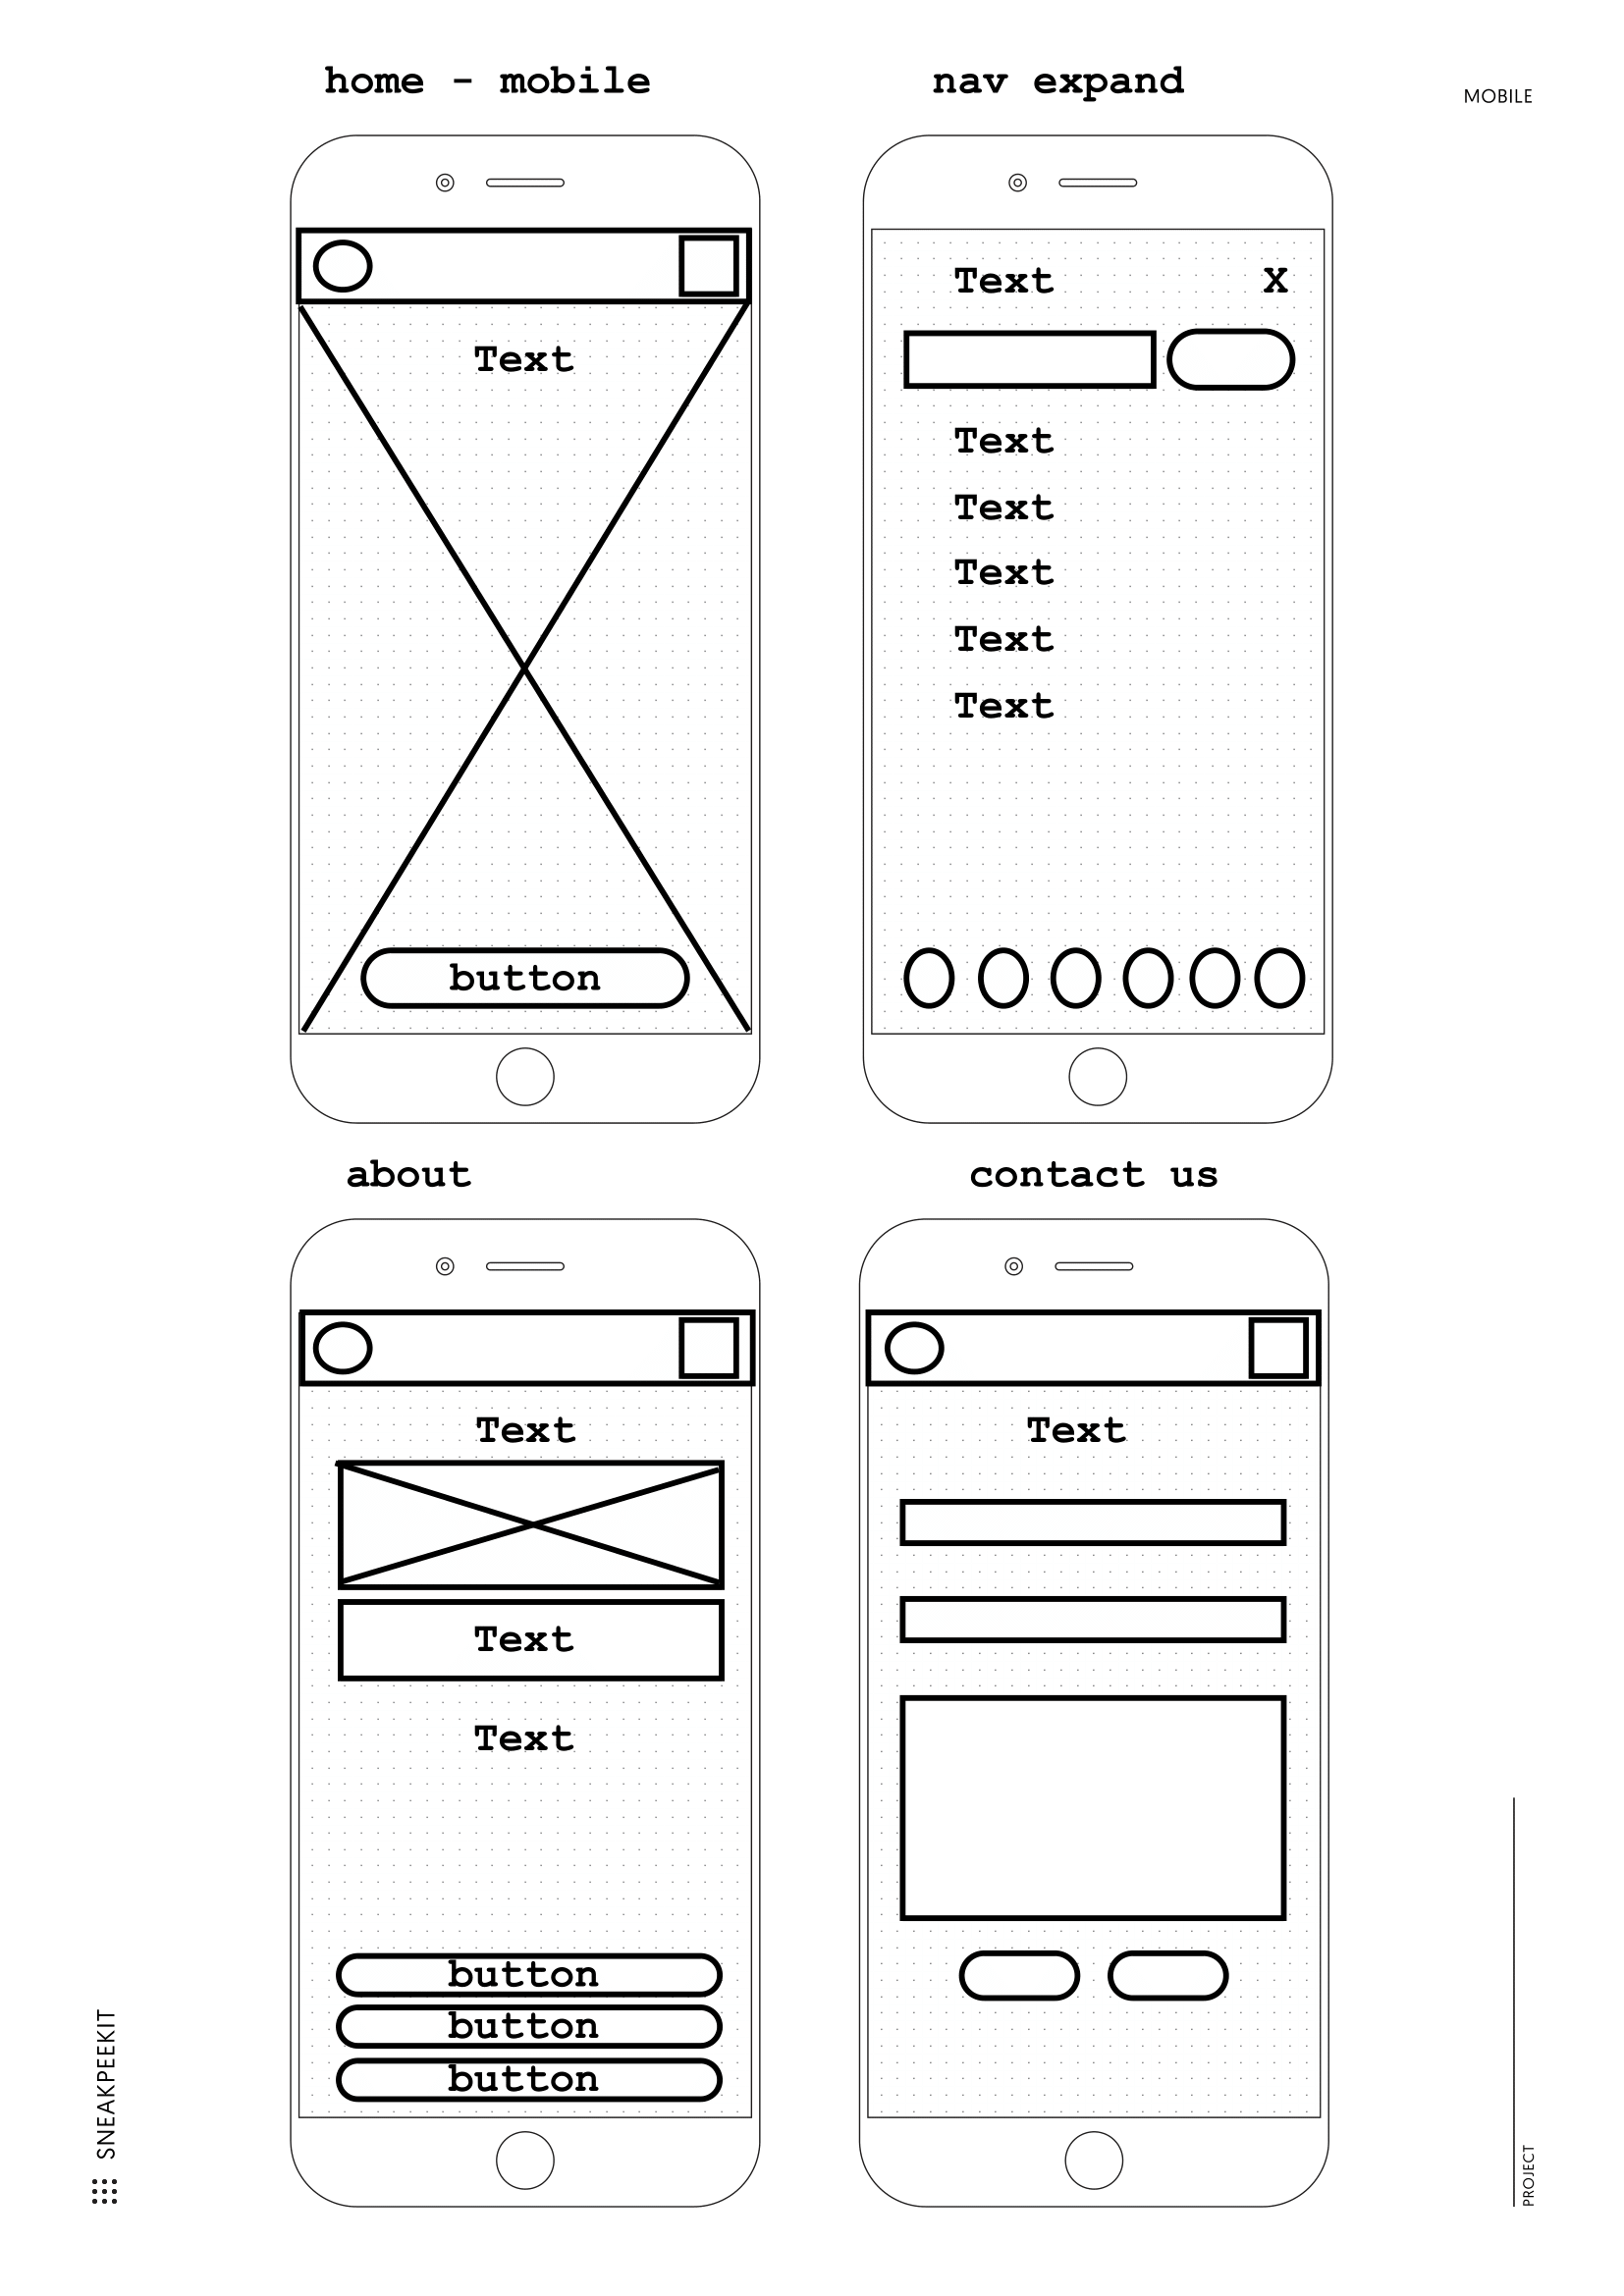 home - mobile
nav expand
MOBILE
Text
button
Text
X
Text
Text
Text
Text
Text
about
contact us
Text
Text
Text
button
button
button
Text
SNEAKPEEKIT
PROJECT